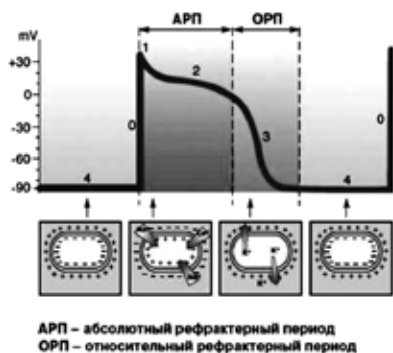 mV
АРП
ОРП
+30
0
-30
-60
-90
1
2
0
3
4
4
0
АРП – абсолютный рефрактерный период
ОРП – относительный рефрактерный период